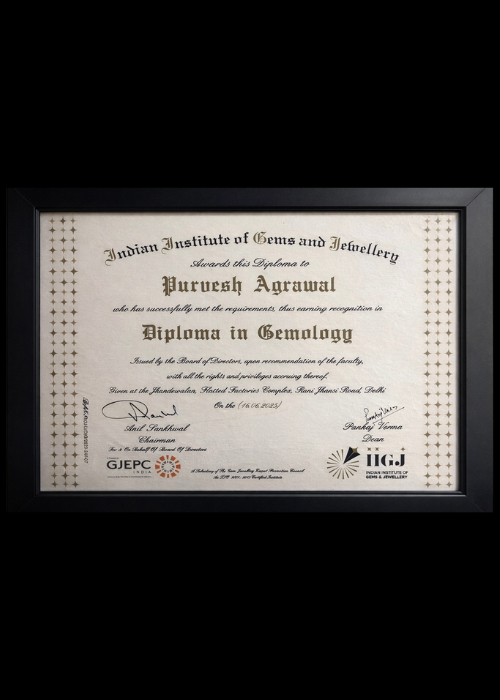 Indian Institute of Gems and Jewellery
Awards this Diploma to
Purvesh Agrawal
who has successfully met the requirements, thus earning recognition in
Diploma in Gemology
Issued by the Board of Directors, upon recommendation of the faculty,
with all the rights and privileges accruing thereof.
Given at the Jhandewalan, Flatted Factories Complex, Rani Jhansi Road, Delhi
On the (16.06.2025)
Anil Sankhwal
Chairman
For & On Behalf Of Board Of Directors
Pankaj Verma
Dean
GJEPC
INDIA
IIGJ
INDIAN INSTITUTE OF
GEMS & JEWELLERY